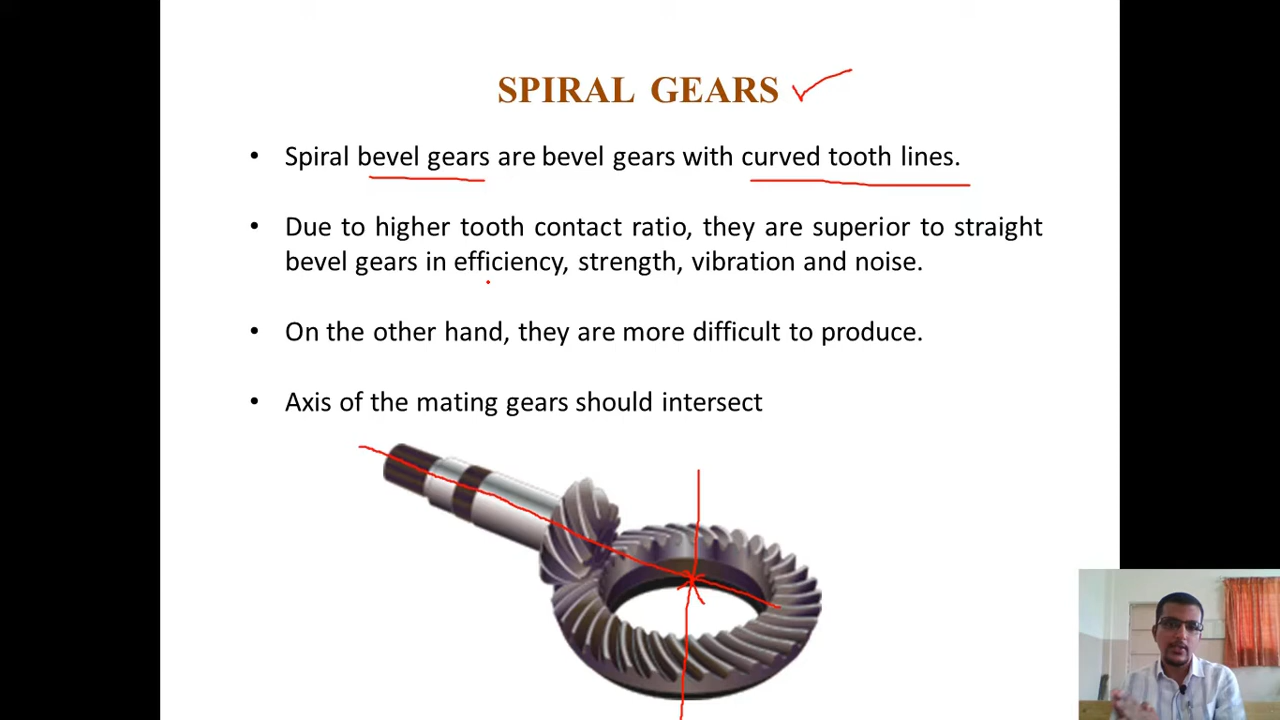 SPIRAL GEARS
• Spiral bevel gears are bevel gears with curved tooth lines.
• Due to higher tooth contact ratio, they are superior to straight
bevel gears in efficiency, strength, vibration and noise.
• On the other hand, they are more difficult to produce.
• Axis of the mating gears should intersect